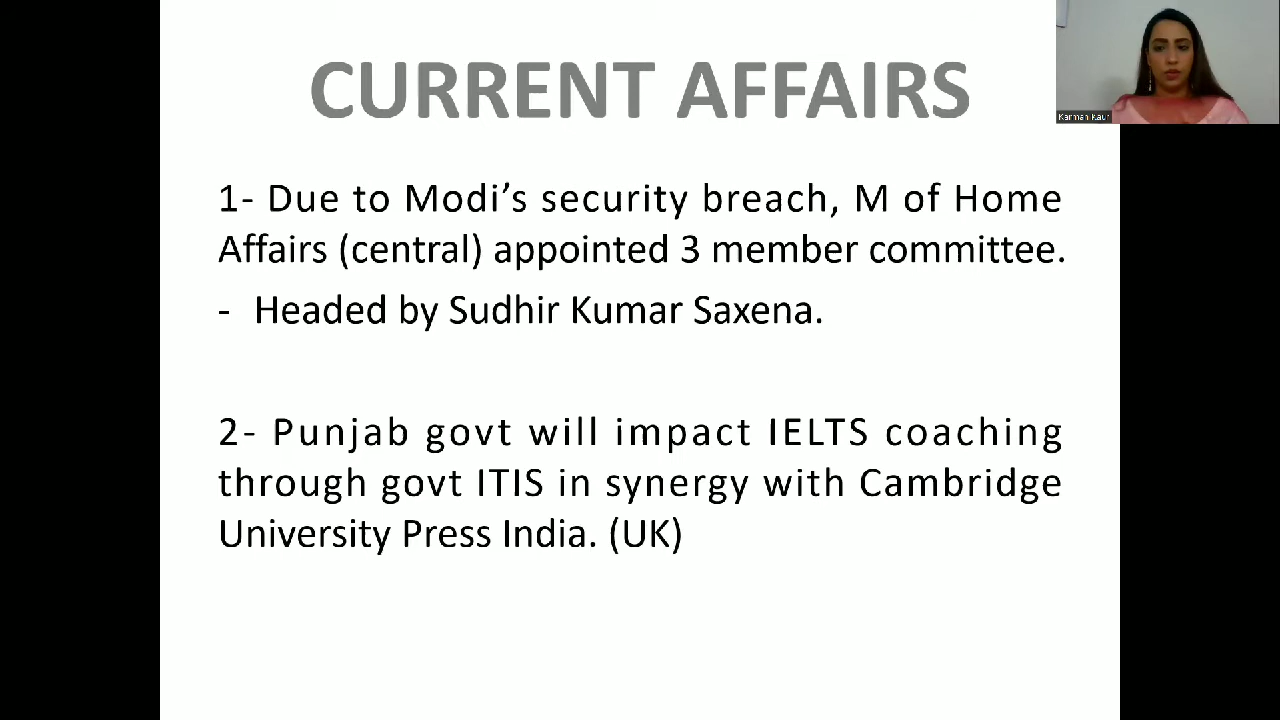 CURRENT AFFAIRS
Karman Kaur
1- Due to Modi’s security breach, M of Home
Affairs (central) appointed 3 member committee.
- Headed by Sudhir Kumar Saxena.
2- Punjab govt will impact IELTS coaching
through govt ITIS in synergy with Cambridge
University Press India. (UK)